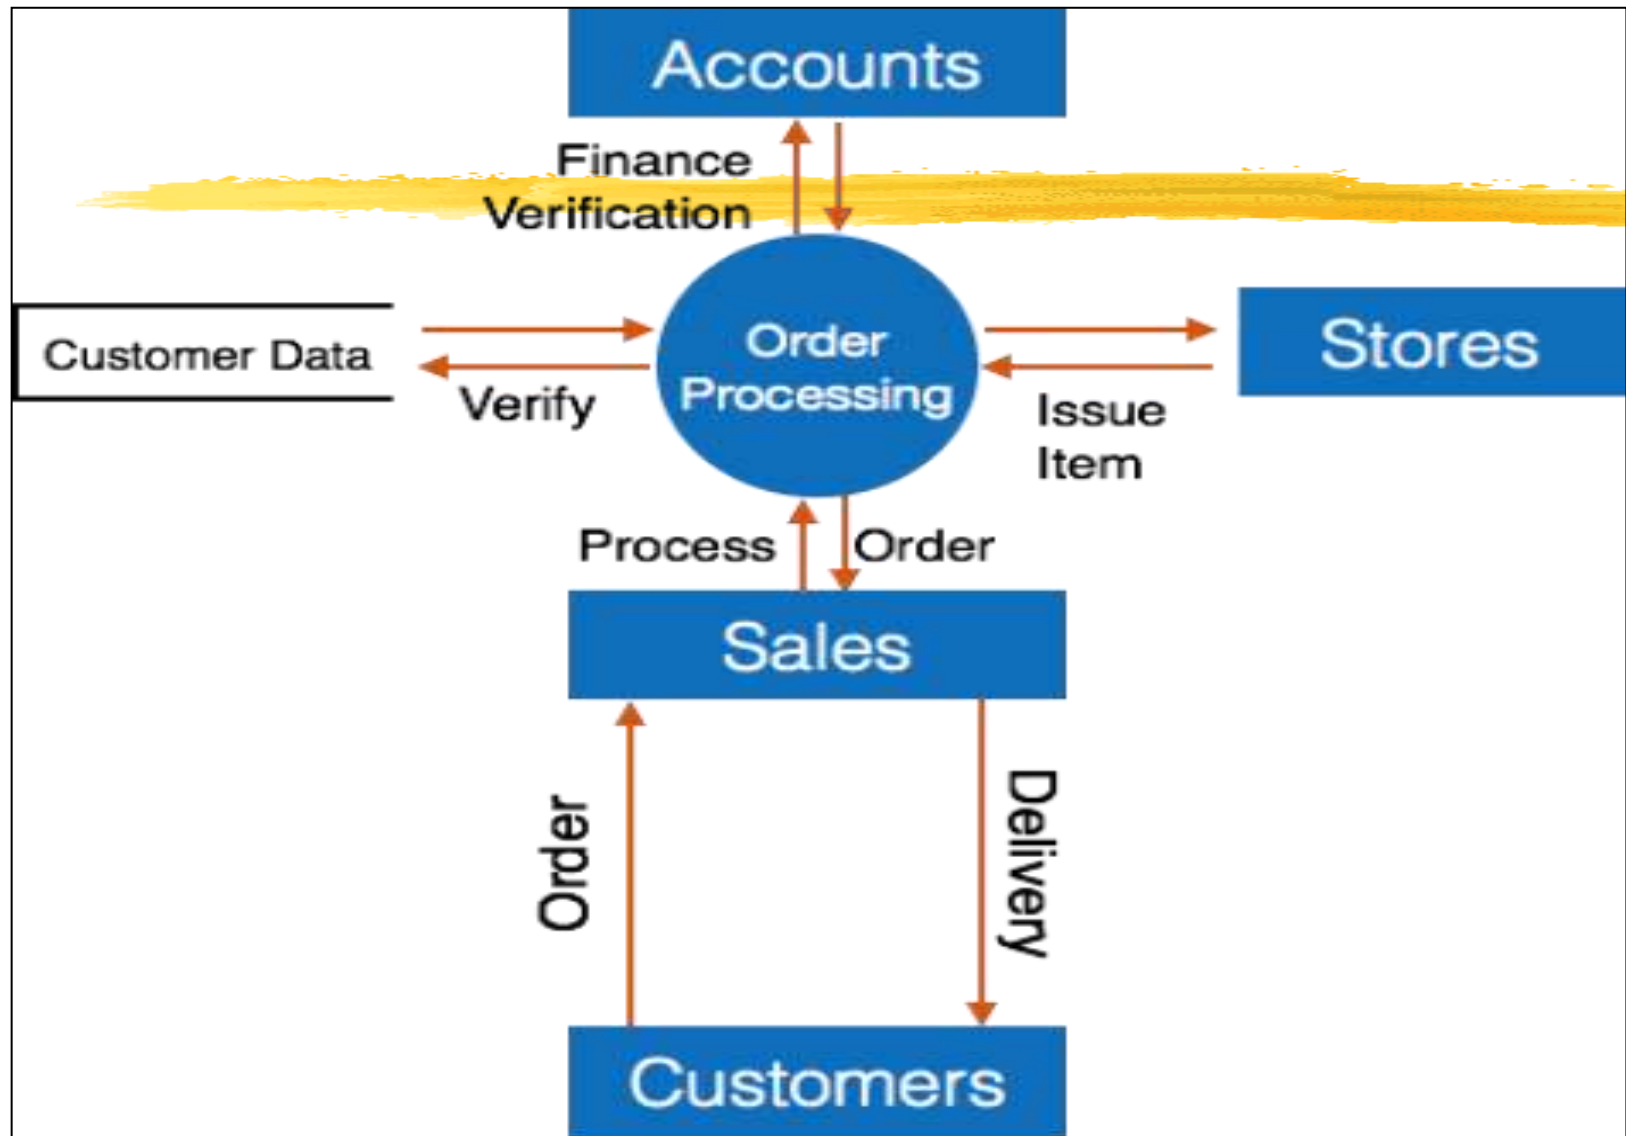 Accounts
Finance
Verification
Customer Data
Verify
Order
Processing
Stores
Issue
Item
Process
Order
Sales
Order
Delivery
Customers